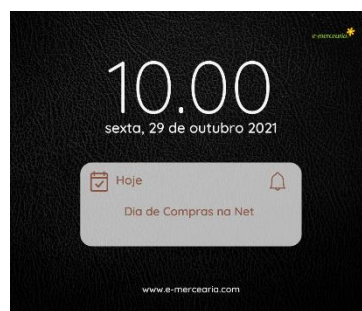 e-mercearia
10.00
sexta, 29 de outubro 2021
Hoje
Dia de Compras na Net
www.e-mercearia.com